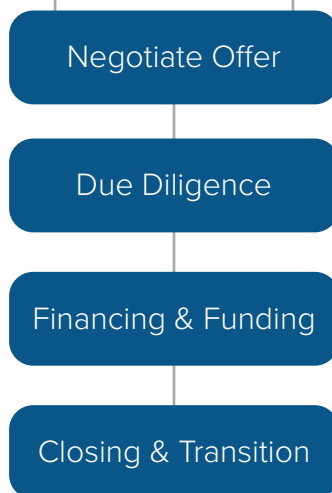 Negotiate Offer
Due Diligence
Financing & Funding
Closing & Transition